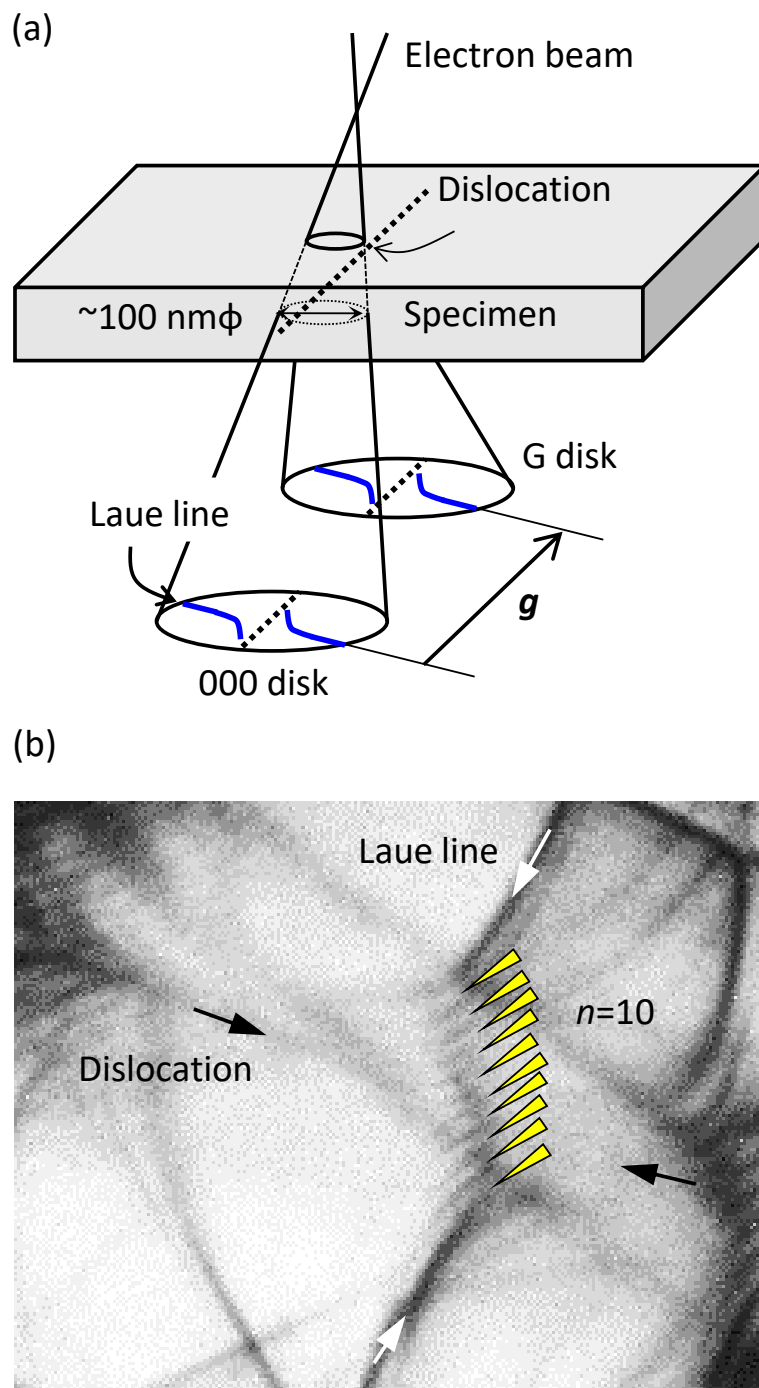 (a)
Electron beam
Dislocation
~100 nmϕ
Specimen
G disk
Laue line
g
000 disk
(b)
Laue line
n=10
Dislocation